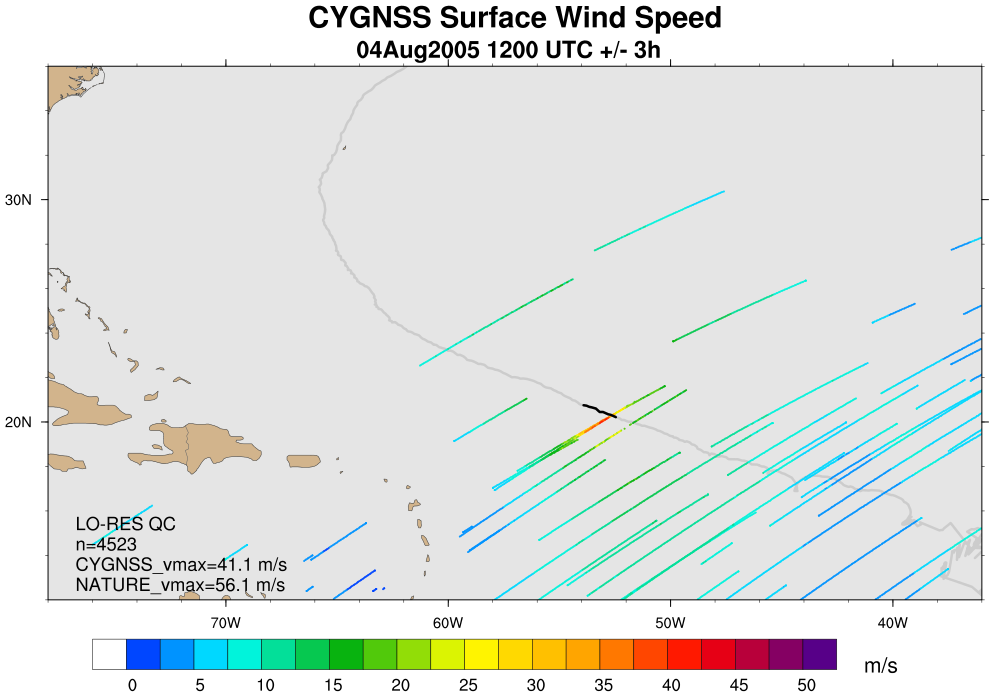 CYGNSS Surface Wind Speed
04Aug2005 1200 UTC +/- 3h
30N
20N
LO-RES QC
n=4523
CYGNSS_vmax=41.1 m/s
NATURE_vmax=56.1 m/s
70W 60W 50W 40W
0 5 10 15 20 25 30 35 40 45 50 m/s